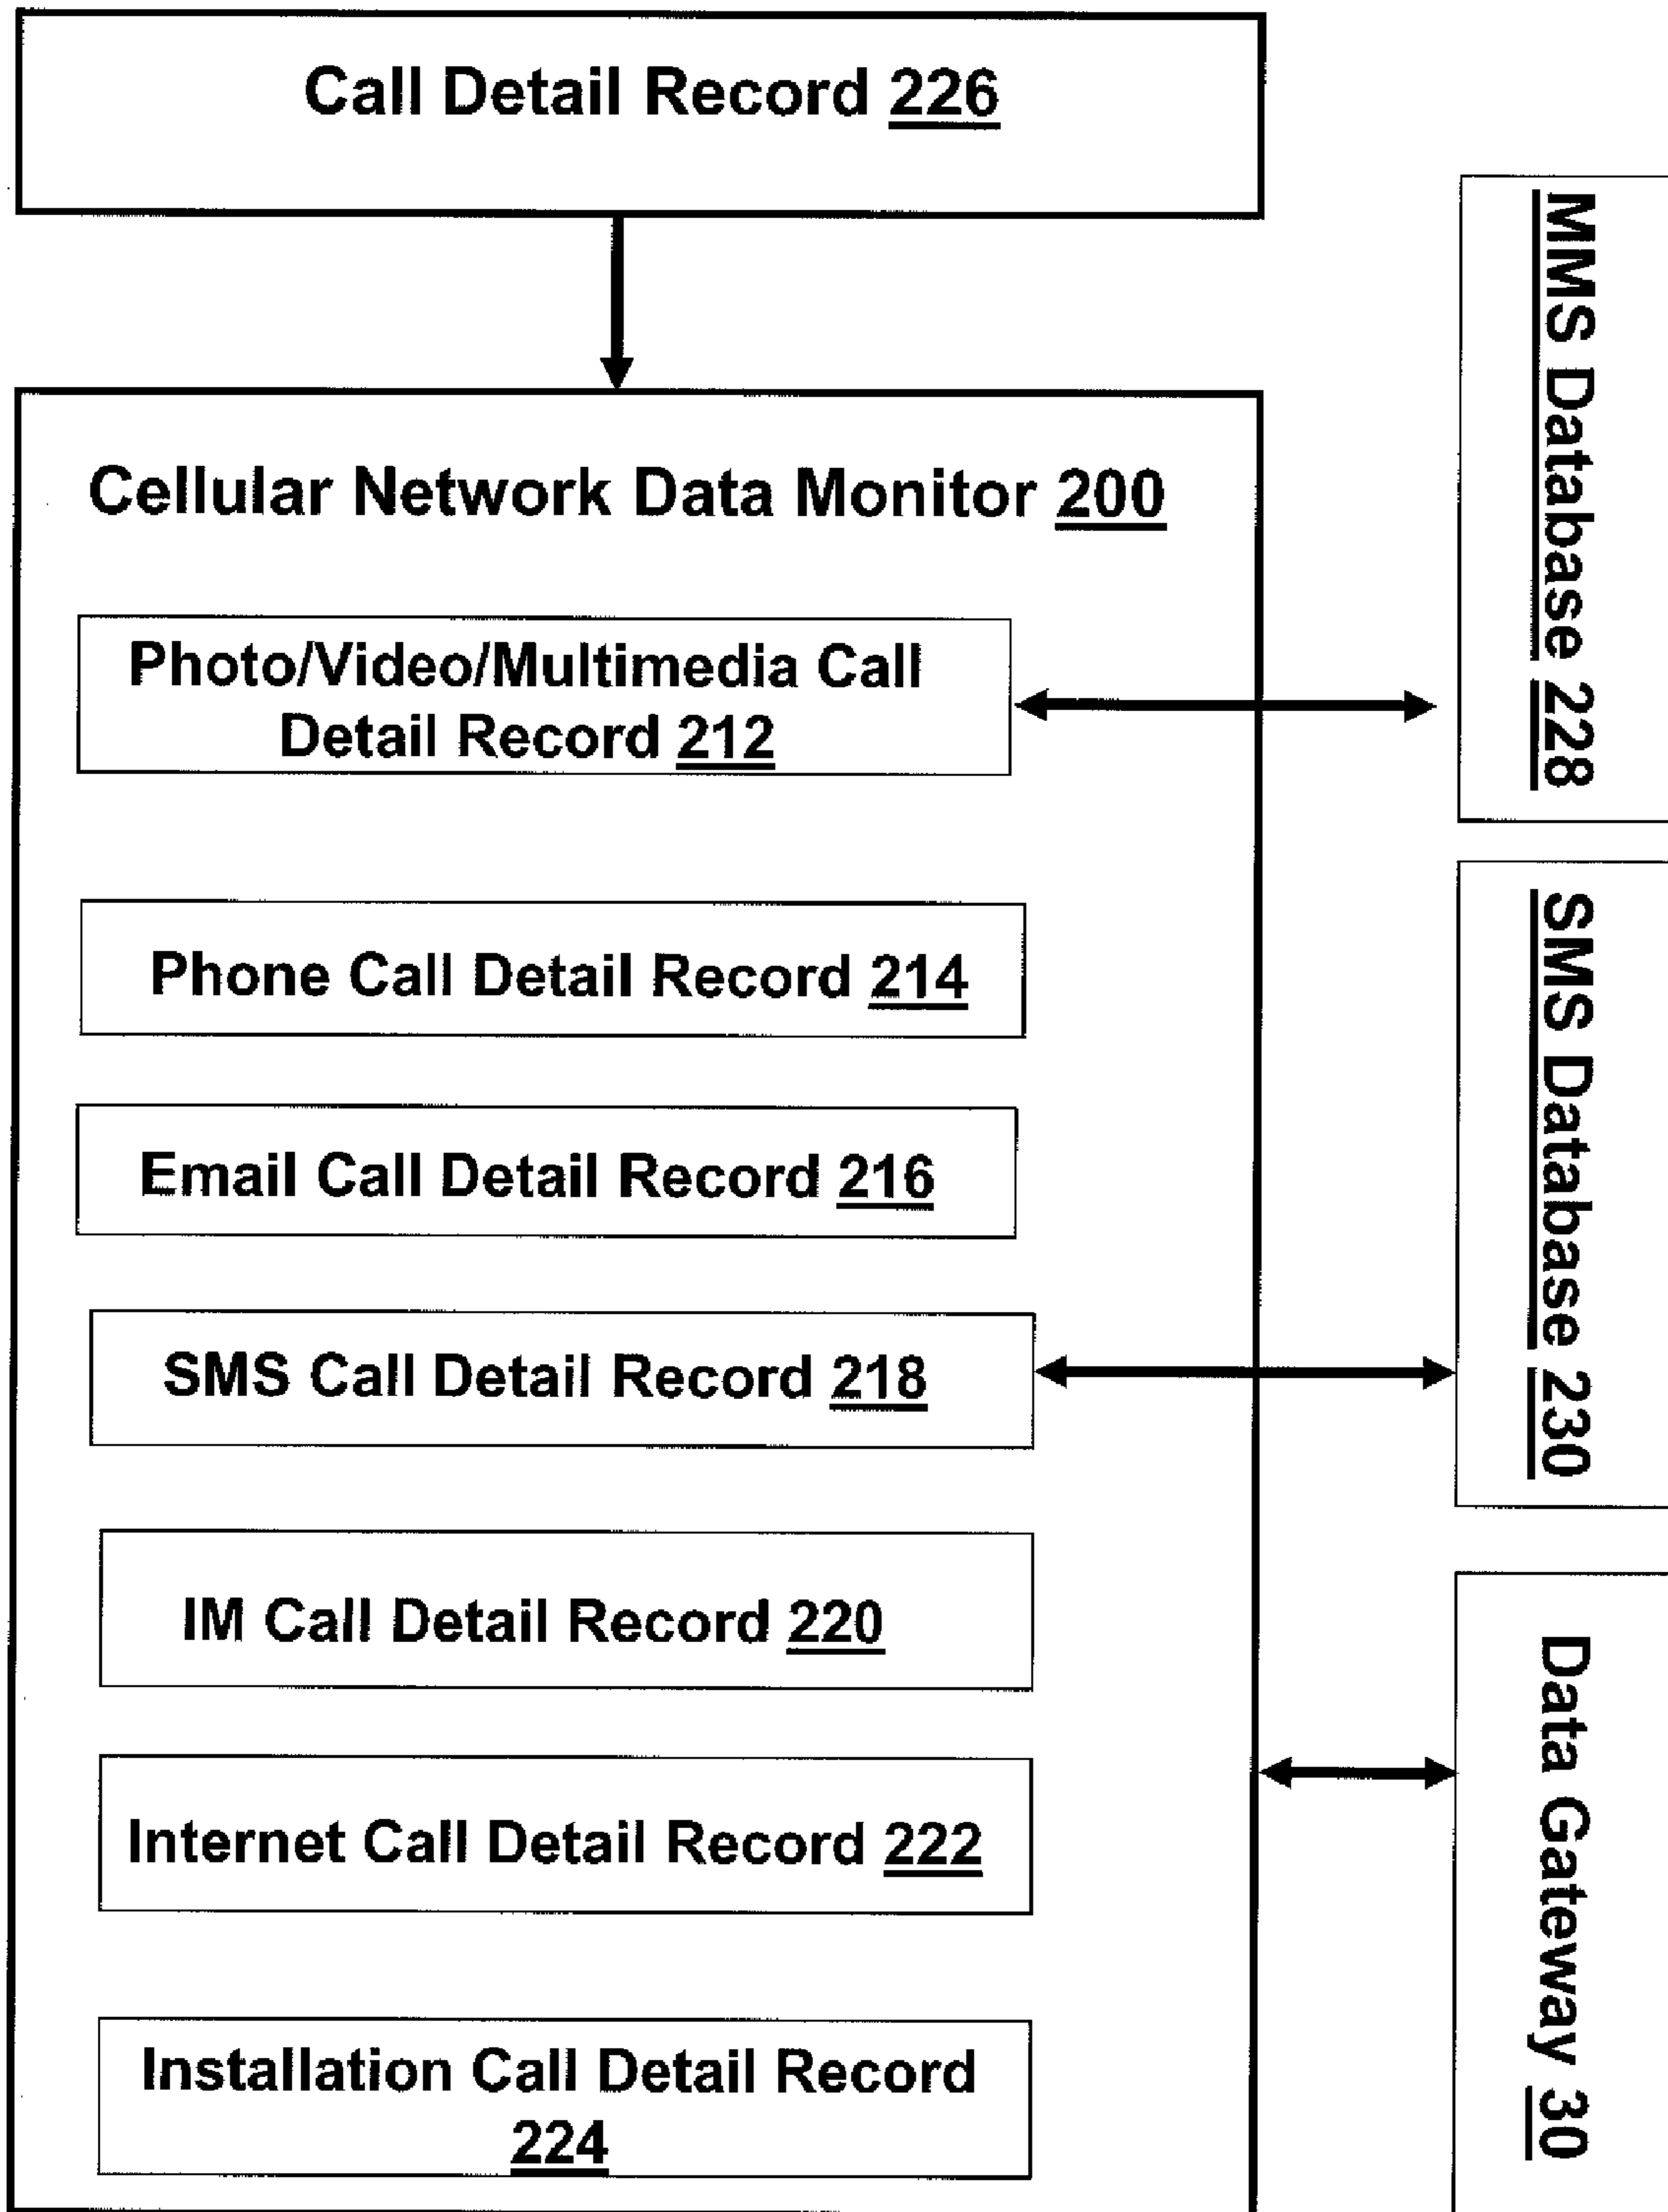 Call Detail Record 226
Cellular Network Data Monitor 200
Photo/Video/Multimedia Call
Detail Record 212
Phone Call Detail Record 214
Email Call Detail Record 216
SMS Call Detail Record 218
IM Call Detail Record 220
Internet Call Detail Record 222
Installation Call Detail Record
224
MMS Database 228
SMS Database 230
Data Gateway 30